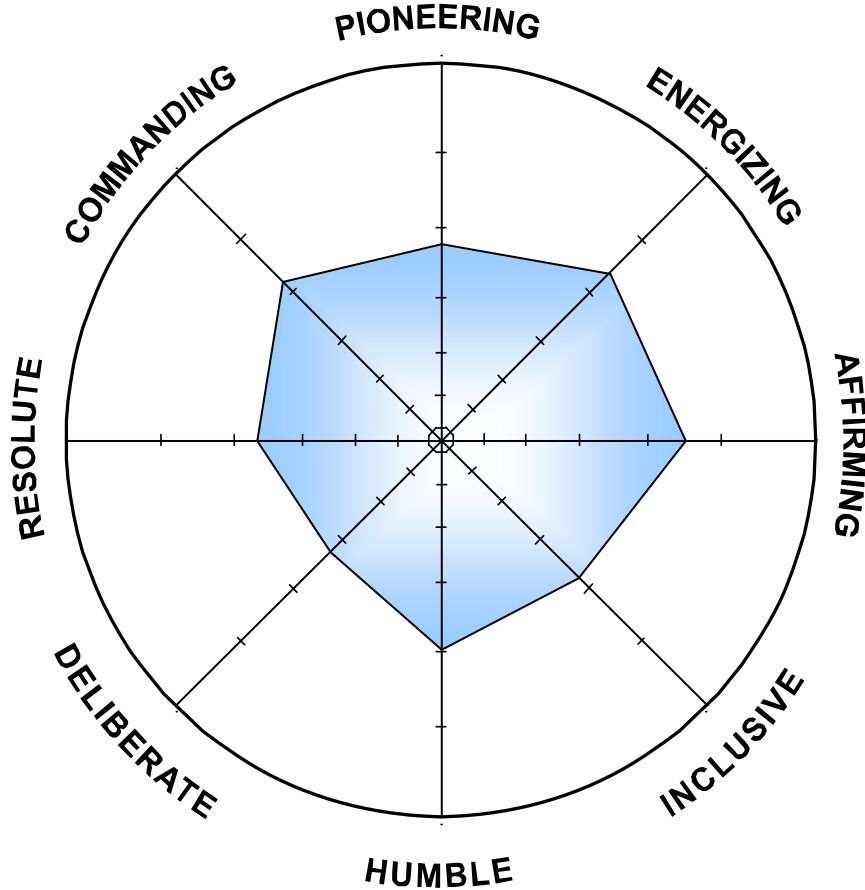 PIONEERING
ENERGIZING
AFFIRMING
INCLUSIVE
HUMBLE
DELIBERATE
RESOLUTE
COMMANDING